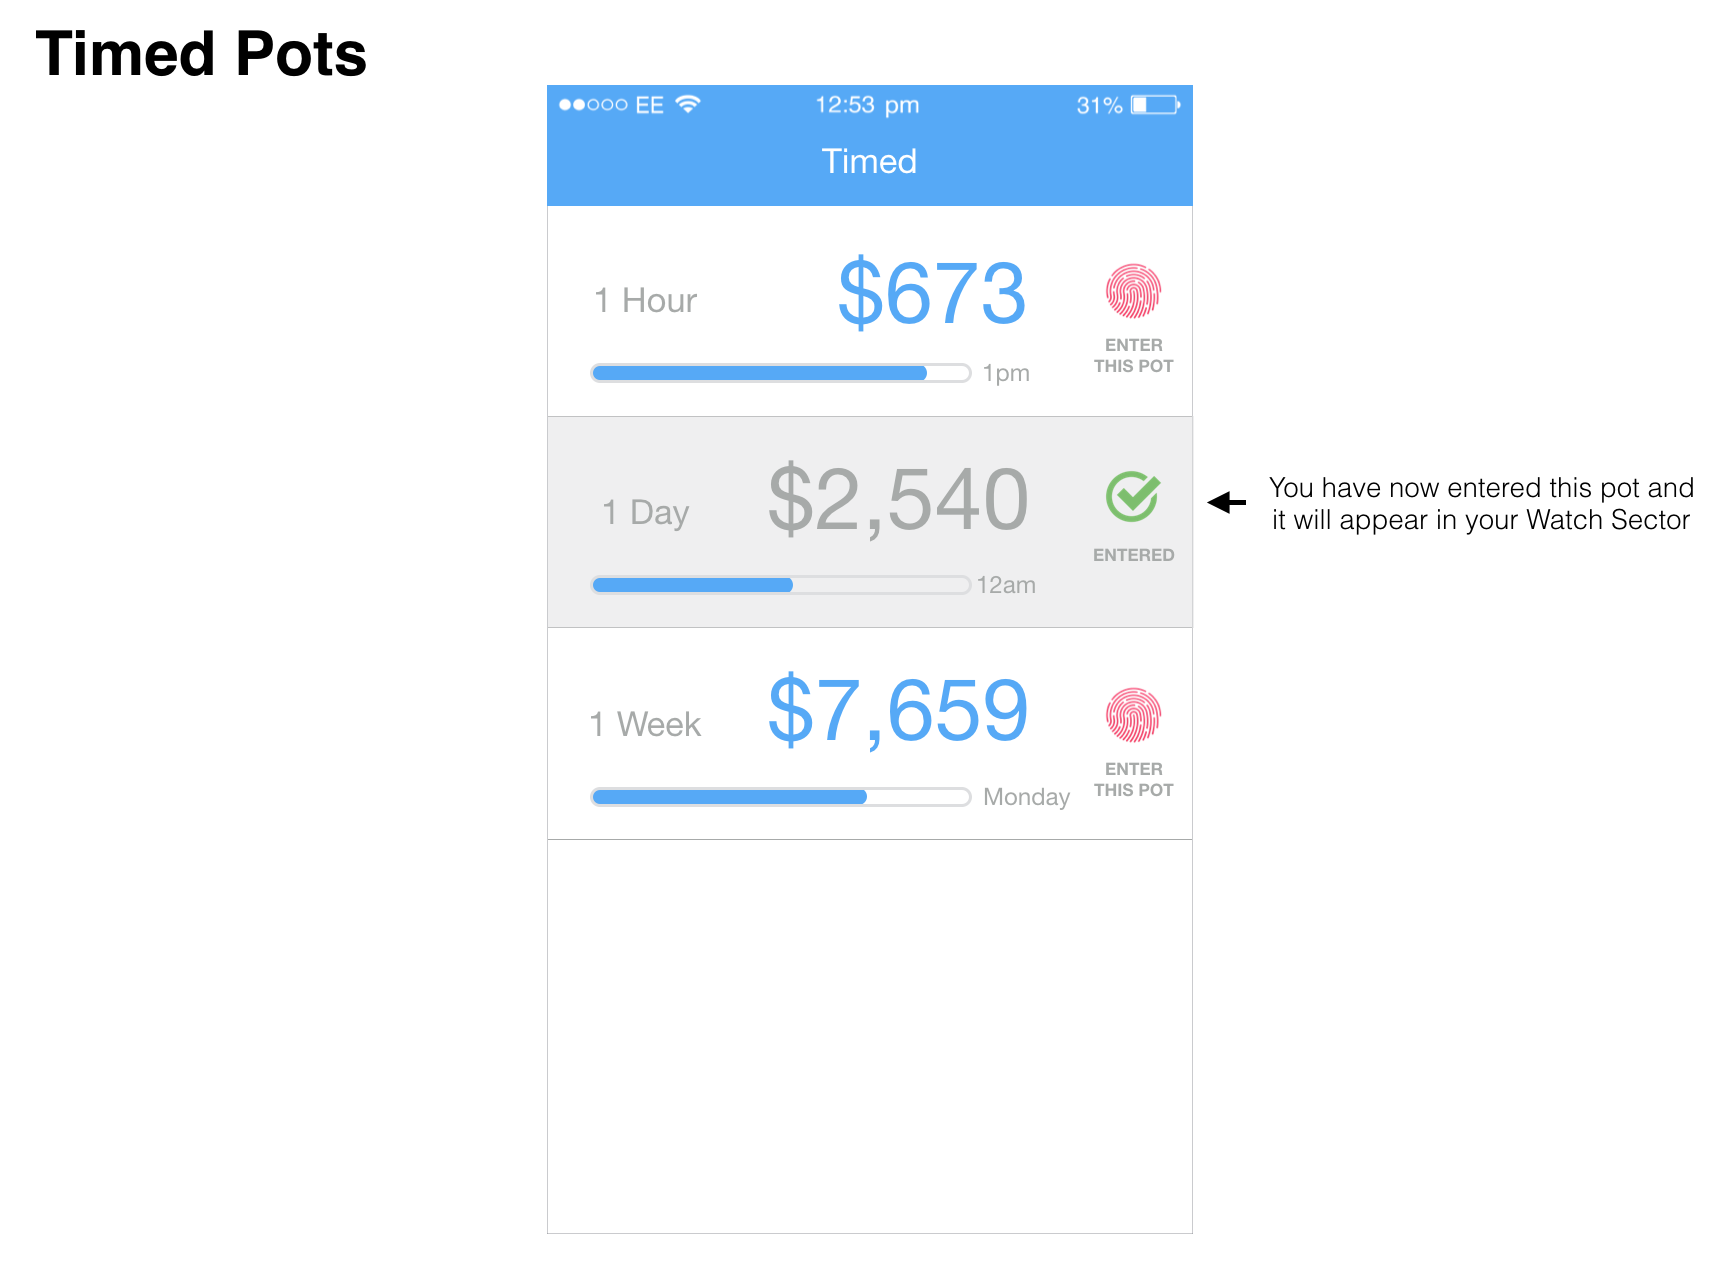 Timed Pots
EE
12:53 pm
31%
Timed
1 Hour
$673
ENTER
THIS POT
1pm
1 Day
$2,540
ENTERED
12am
You have now entered this pot and
it will appear in your Watch Sector
1 Week
$7,659
ENTER
THIS POT
Monday